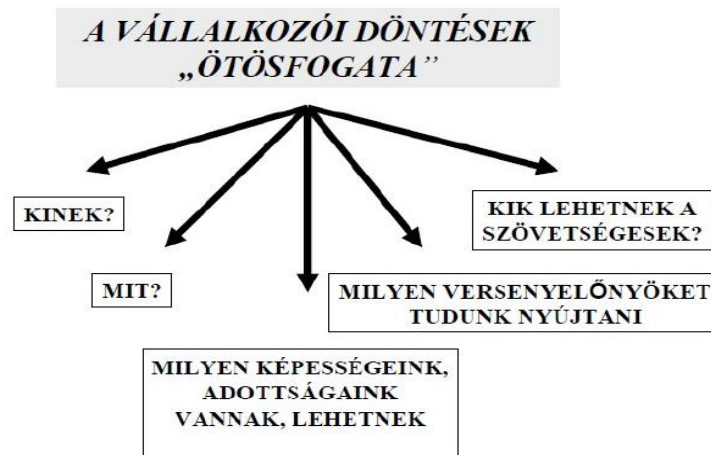 A VÁLLALKOZÓI DÖNTÉSEK
„ÖTÖSFOGATA”
KINEK?
MIT?
MILYEN KÉPESSÉGEINK,
ADOTTSÁGAINK
VANNAK, LEHETNEK
MILYEN VERSENYELŐNYÖKET
TUDUNK NYÚJTANI
KIK LEHETNEK A
SZÖVETSÉGESEK?